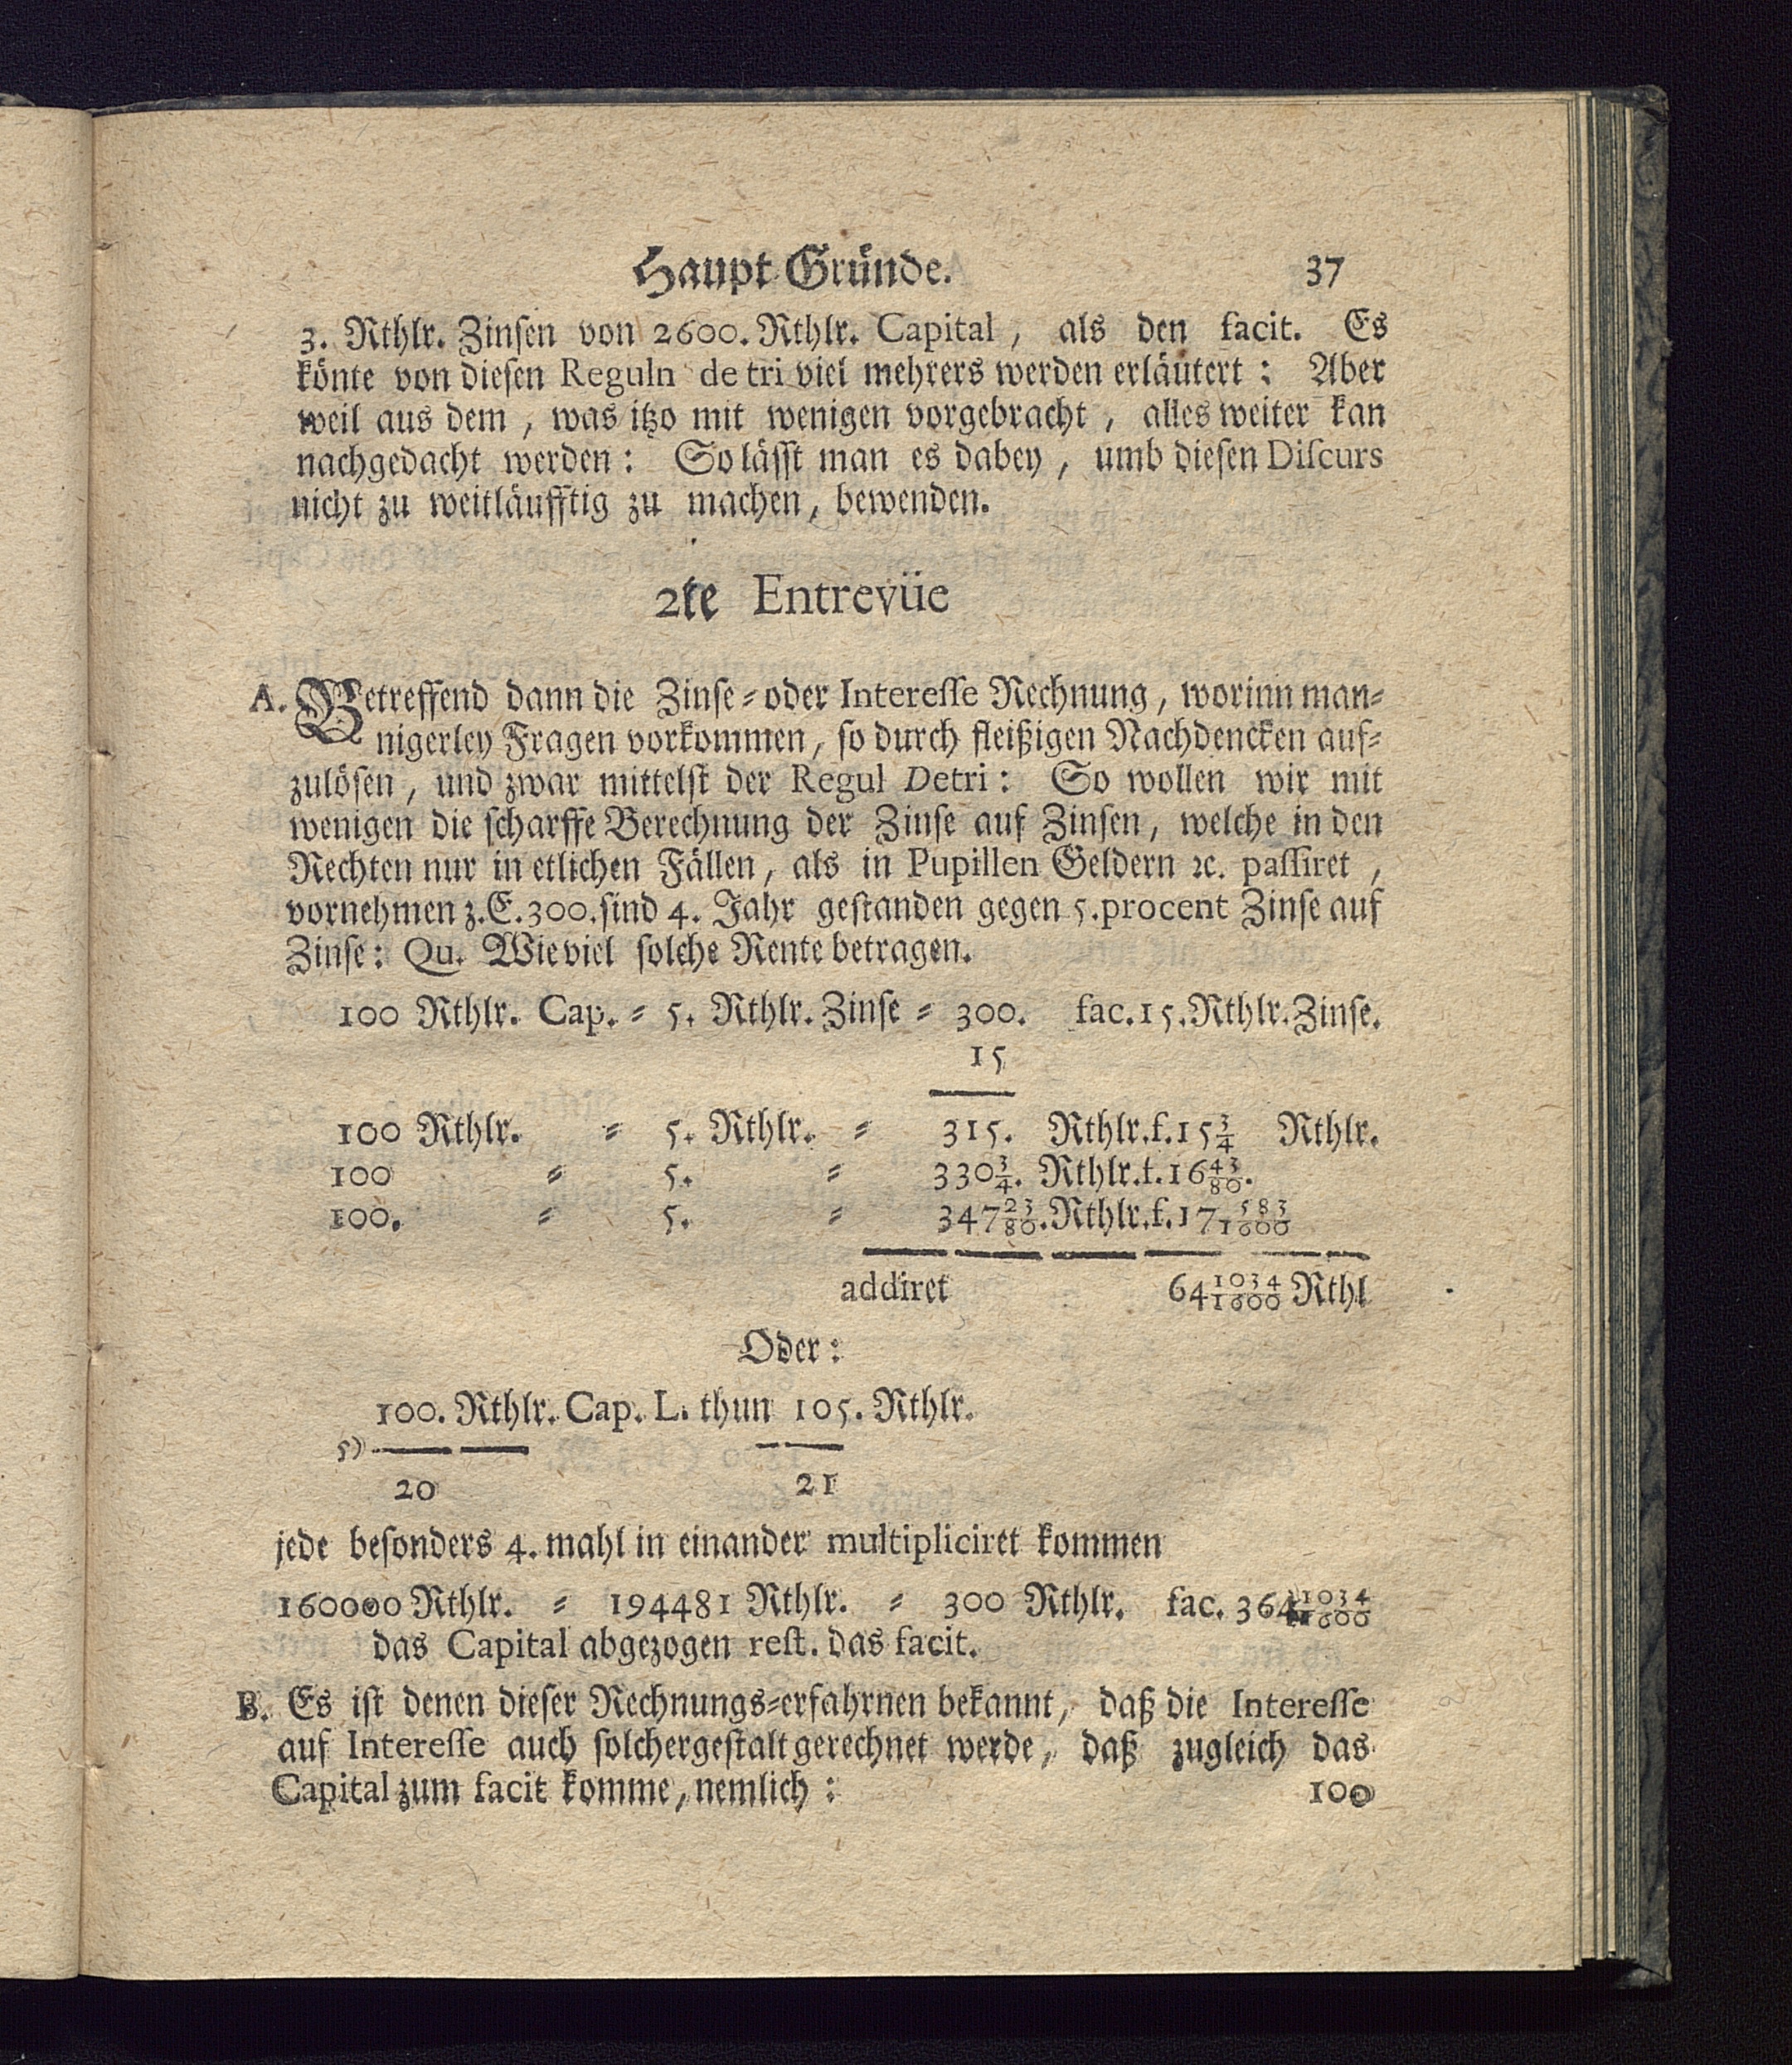 Haupt Gründe. 37
3. Rthlr. Zinsen von 2600. Rthlr. Capital, als den facit. Es
könte von diesen Reguln de tri viel mehrers werden erläutert: Aber
weil aus dem, was itzo mit wenigen vorgebracht, alles weiter kan
nachgedacht werden: So lässt man es dabey, umb diesen Discurs
nicht zu weitläufftig zu machen, bewenden.
2te Entrevüe
A. Betreffend dann die Zinse-oder Interesse Rechnung, worinn man-
nigerley Fragen vorkommen, so durch fleißigen Nachdencken auf-
zulösen, und zwar mittelst der Regul Detri: So wollen wir mit
wenigen die scharffe Berechnung der Zinse auf Zinsen, welche in den
Rechten nur in etlichen Fällen, als in Pupillen Geldern ꝛc. passiret,
vornehmen z.E. 300. sind 4. Jahr gestanden gegen 5. procent Zinse auf
Zinse: Qu. Wie viel solche Rente betragen.
100 Rthlr. Cap. = 5. Rthlr. Zinse = 300. fac. 15. Rthlr. Zinse.
15
100 Rthlr. = 5. Rthlr. = 315. Rthlr. f. 15 3/4 Rthlr.
100 = 5. = 330 3/4. Rthlr. f. 16 43/80.
100. = 5. = 347 23/80. Rthlr. f. 17 583/1600
addiret 64 1034/1600 Rthl
Oder:
100. Rthlr. Cap. L. thun 105. Rthlr.
5)
20 21
jede besonders 4. mahl in einander multipliciret kommen
160000 Rthlr. = 194481 Rthlr. = 300 Rthlr. fac. 364 1034/1600
das Capital abgezogen rest. das facit.
B. Es ist denen dieser Rechnungs-erfahrnen bekannt, daß die Interesse
auf Interesse auch solchergestalt gerechnet werde, daß zugleich das
Capital zum facit komme, nemlich:
100